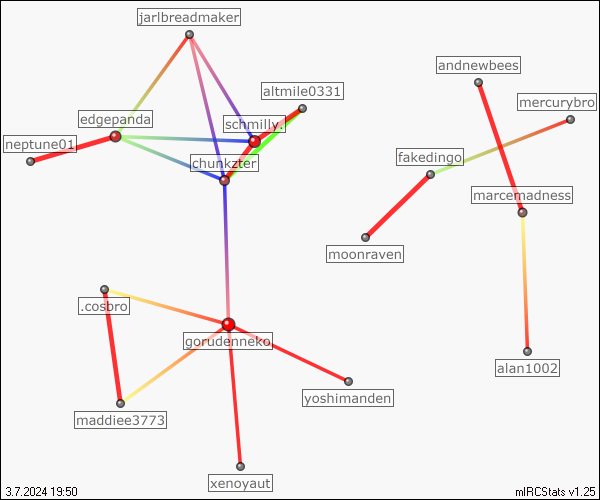 jarlbreadmaker
andnewbees
altmile0331
mercurybro
edgepanda
schmilly.
neptune01
chunkzter
fakedingo
marcemadness
moonraven
.cosbro
gorudenneko
alan1002
yoshimanden
maddiee3773
xenoyaut
3.7.2024 19:50
mIRCStats v1.25